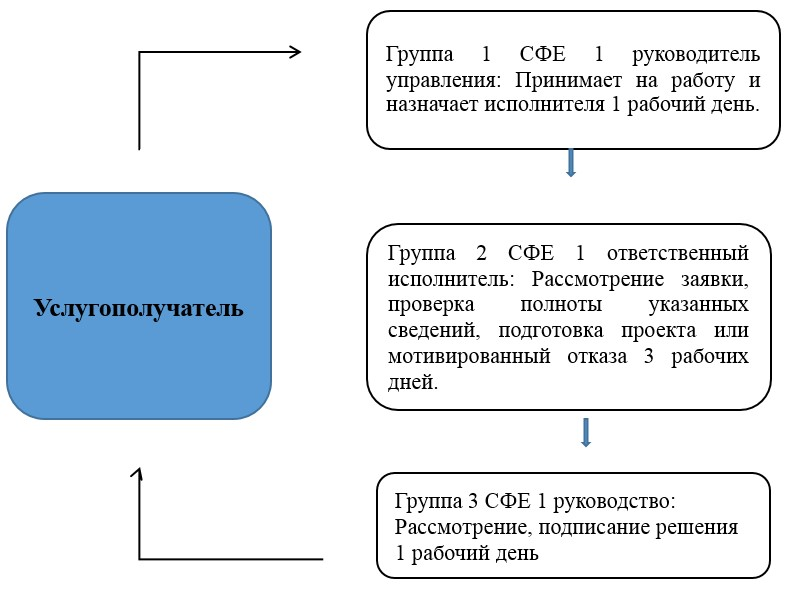 Группа 1 СФЕ 1 руководитель
управления: Принимает на работу и
назначает исполнителя 1 рабочий день.
Услугополучатель
Группа 2 СФЕ 1 ответственный
исполнитель: Рассмотрение заявки,
проверка полноты указанных
сведений, подготовка проекта или
мотивированный отказа 3 рабочих
дней.
Группа 3 СФЕ 1 руководство:
Рассмотрение, подписание решения
1 рабочий день